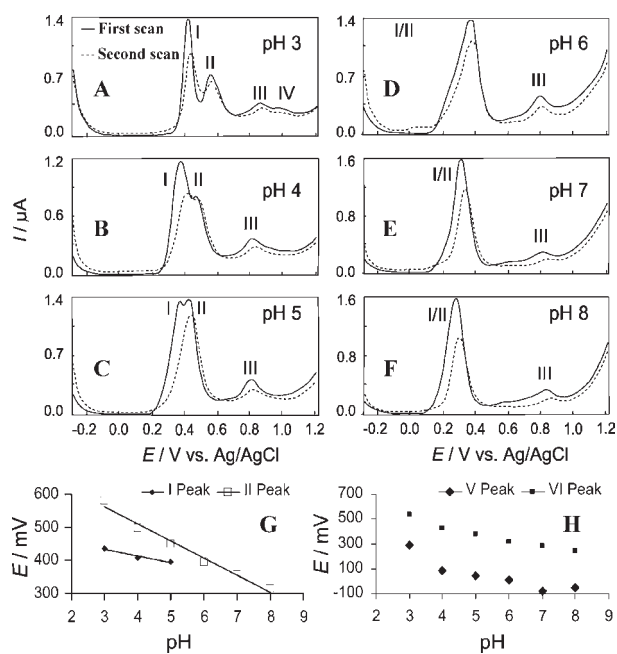 1.4
0.7
0.0
First scan
Second scan
I
II
III IV
pH 3
A
I/II
pH 6
1.4
0.7
0.0
D
III
I / µA
1.2
0.6
0.0
I II
pH 4
B
III
1.6
0.8
0.0
I/II
pH 7
E
III
1.6
0.8
0.0
I II
pH 5
C
III
1.6
0.8
0.0
I/II
pH 8
F
III
-0.2 0.0 0.2 0.4 0.6 0.8 1.0 1.2
E / V vs. Ag/AgCl
-0.2 0.0 0.2 0.4 0.6 0.8 1.0 1.2
E / V vs. Ag/AgCl
I Peak II Peak
G
E / mV
600
500
400
300
2 3 4 5 6 7 8 9
pH
V Peak VI Peak
H
E / mV
700
500
300
100
-100
2 3 4 5 6 7 8 9
pH